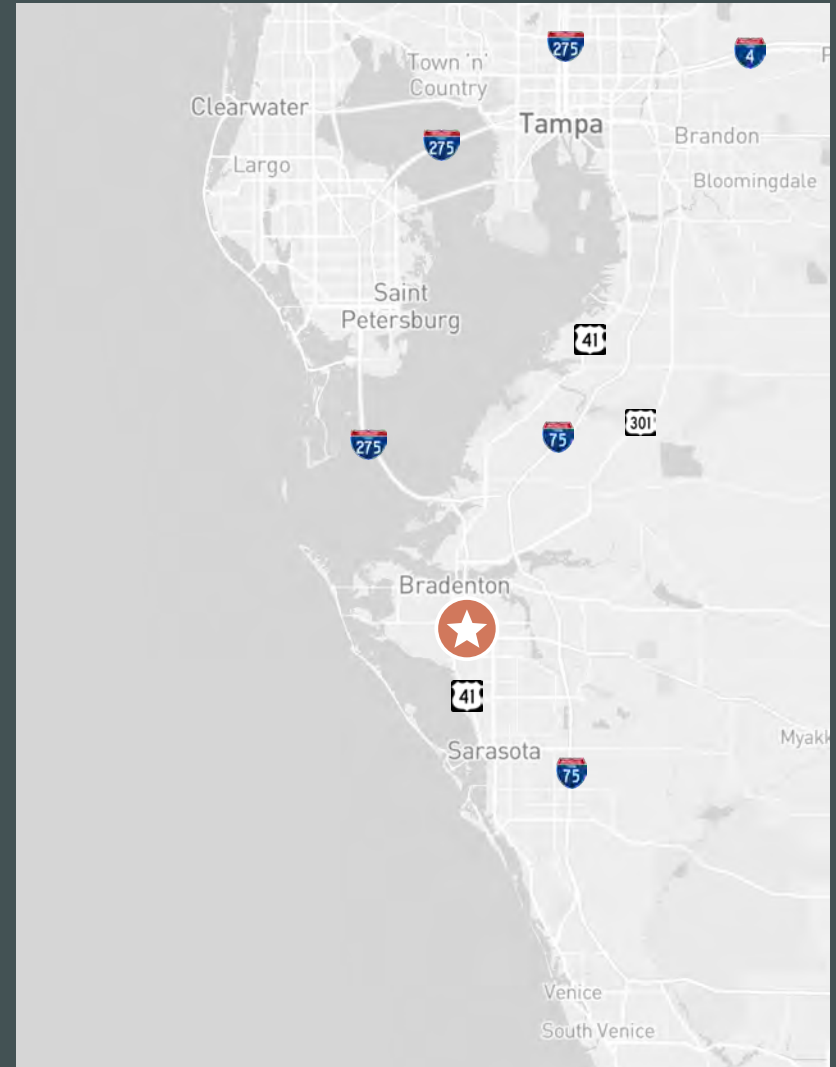 275
4
Town 'n'
Country
Clearwater
Tampa
Brandon
275
Largo
Bloomingdale
Saint
Petersburg
41
301
275
75
Bradenton
41
Myakk
Sarasota
75
Venice
South Venice